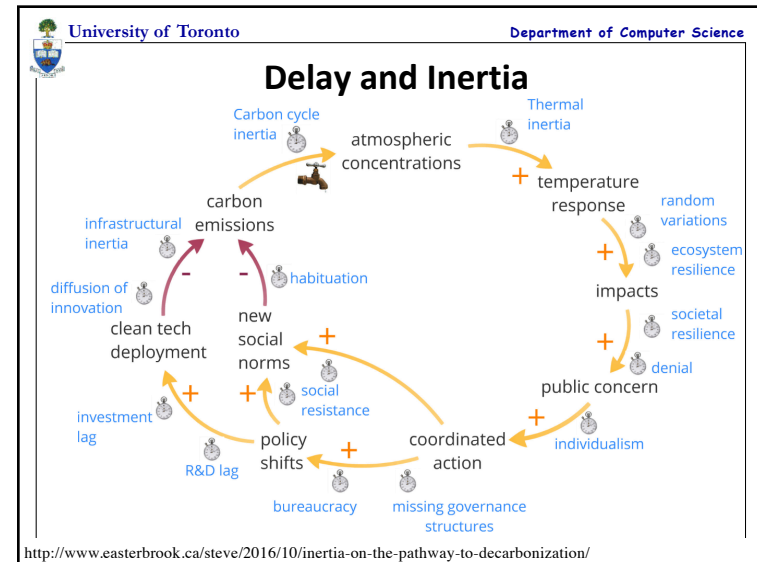 University of Toronto
Department of Computer Science
Delay and Inertia
Carbon cycle
inertia
Thermal
inertia
atmospheric
concentrations
+
temperature
response
carbon
emissions
random
variations
infrastructural
inertia
+
ecosystem
resilience
-
-
habituation
impacts
diffusion of
innovation
societal
resilience
clean tech
deployment
new
social
norms
+
+
denial
public concern
+
+
social
resistance
investment
lag
+
individualism
policy
shifts
+
coordinated
action
R&D lag
bureaucracy
missing governance
structures
http://www.easterbrook.ca/steve/2016/10/inertia-on-the-pathway-to-decarbonization/